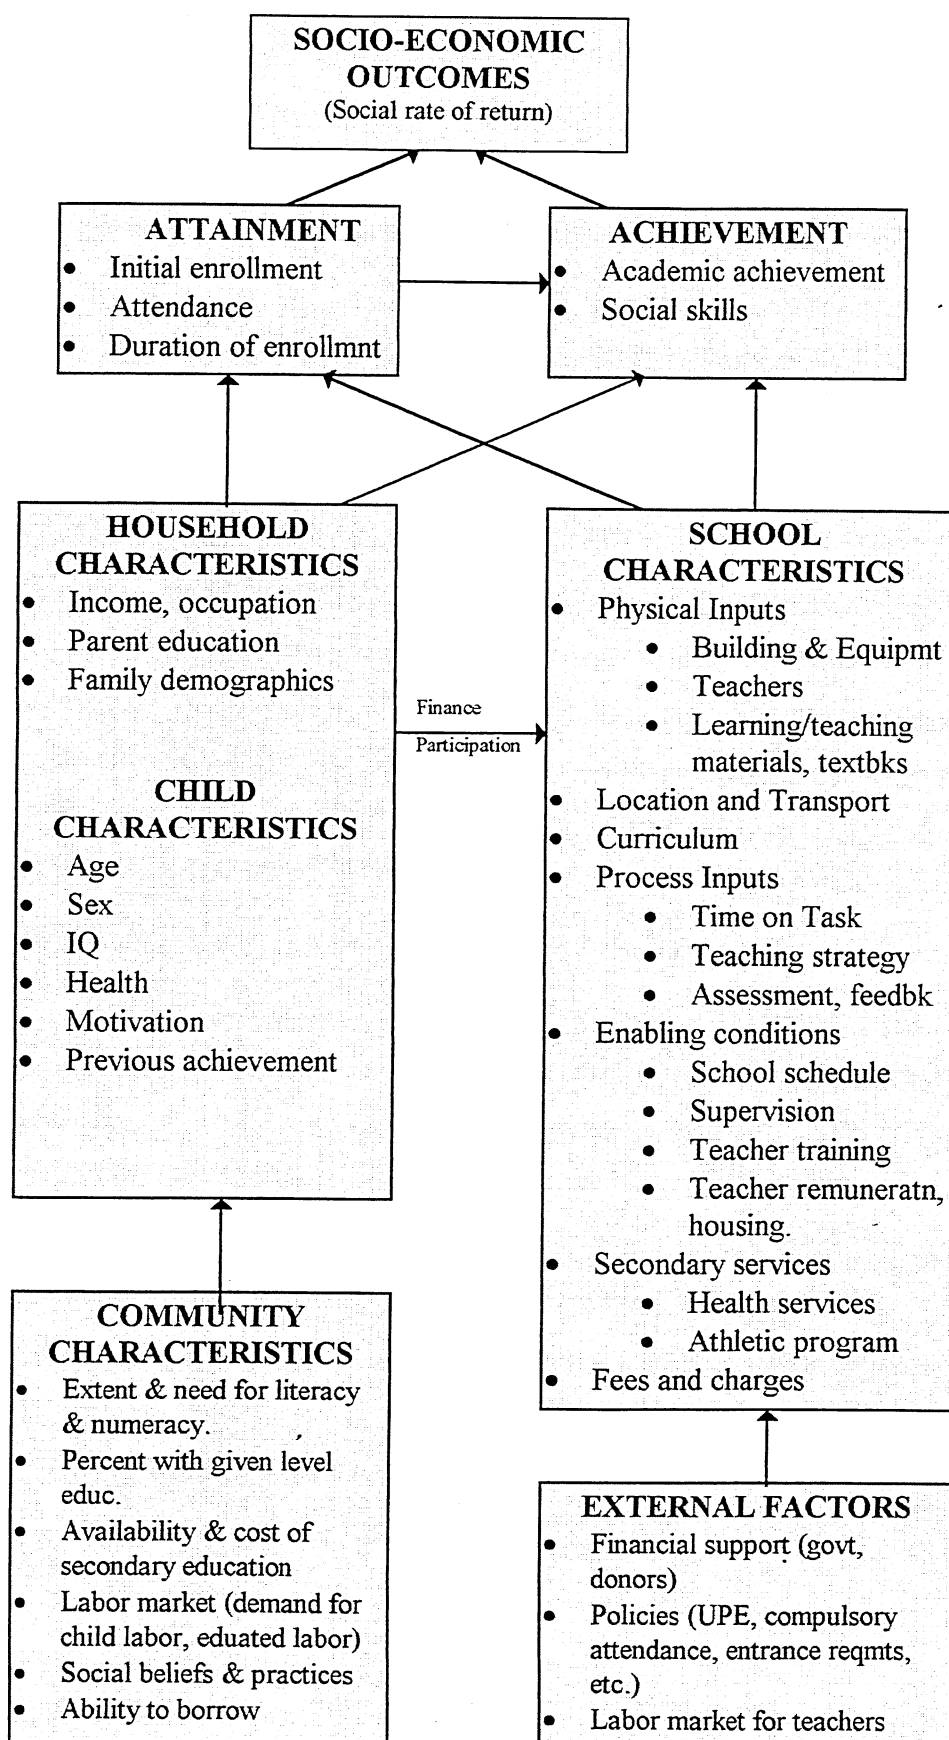 SOCIO-ECONOMIC
OUTCOMES
(Social rate of return)
ATTAINMENT
• Initial enrollment
• Attendance
• Duration of enrollmnt
ACHIEVEMENT
• Academic achievement
• Social skills
HOUSEHOLD
CHARACTERISTICS
• Income, occupation
• Parent education
• Family demographics
CHILD
CHARACTERISTICS
• Age
• Sex
• IQ
• Health
• Motivation
• Previous achievement
Finance
Participation
SCHOOL
CHARACTERISTICS
• Physical Inputs
• Building & Equipmt
• Teachers
• Learning/teaching
materials, textbks
• Location and Transport
• Curriculum
• Process Inputs
• Time on Task
• Teaching strategy
• Assessment, feedbk
• Enabling conditions
• School schedule
• Supervision
• Teacher training
• Teacher remuneratn,
housing.
• Secondary services
• Health services
• Athletic program
• Fees and charges
COMMUNITY
CHARACTERISTICS
• Extent & need for literacy
& numeracy.
• Percent with given level
educ.
• Availability & cost of
secondary education
• Labor market (demand for
child labor, eduated labor)
• Social beliefs & practices
• Ability to borrow
EXTERNAL FACTORS
• Financial support (govt,
donors)
• Policies (UPE, compulsory
attendance, entrance reqmts,
etc.)
• Labor market for teachers